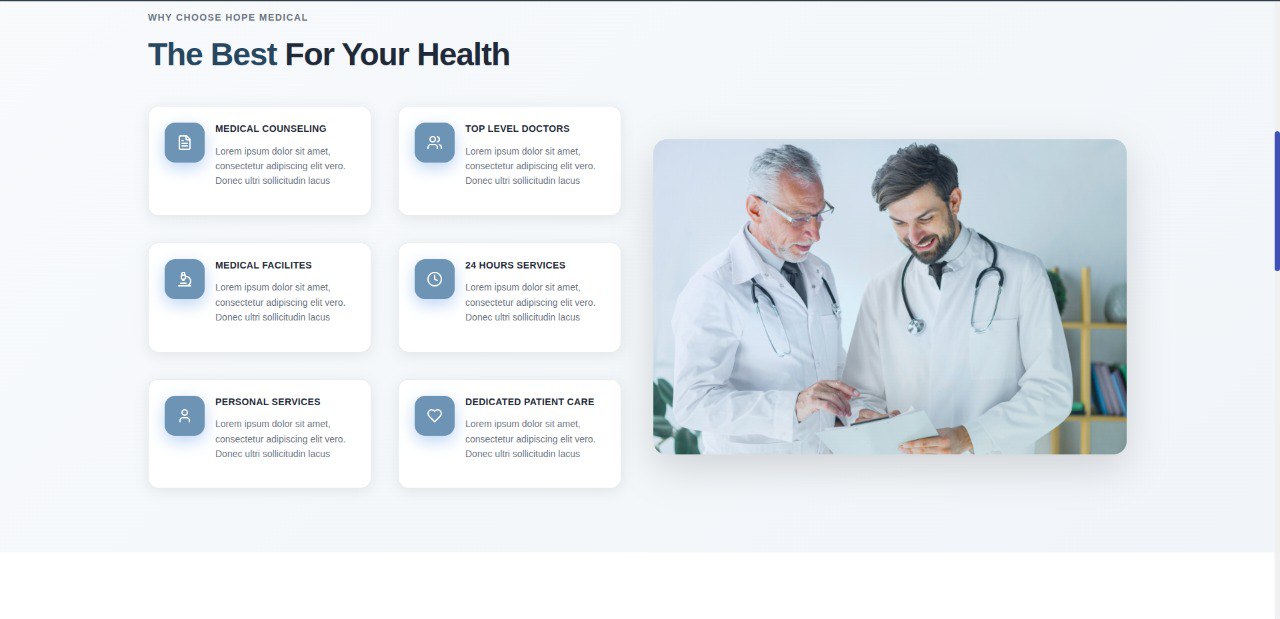 WHY CHOOSE HOPE MEDICAL
The Best For Your Health
MEDICAL COUNSELING
Lorem ipsum dolor sit amet,
consectetur adipiscing elit vero.
Donec ultri sollicitudin lacus
TOP LEVEL DOCTORS
Lorem ipsum dolor sit amet,
consectetur adipiscing elit vero.
Donec ultri sollicitudin lacus
MEDICAL FACILITES
Lorem ipsum dolor sit amet,
consectetur adipiscing elit vero.
Donec ultri sollicitudin lacus
24 HOURS SERVICES
Lorem ipsum dolor sit amet,
consectetur adipiscing elit vero.
Donec ultri sollicitudin lacus
PERSONAL SERVICES
Lorem ipsum dolor sit amet,
consectetur adipiscing elit vero.
Donec ultri sollicitudin lacus
DEDICATED PATIENT CARE
Lorem ipsum dolor sit amet,
consectetur adipiscing elit vero.
Donec ultri sollicitudin lacus